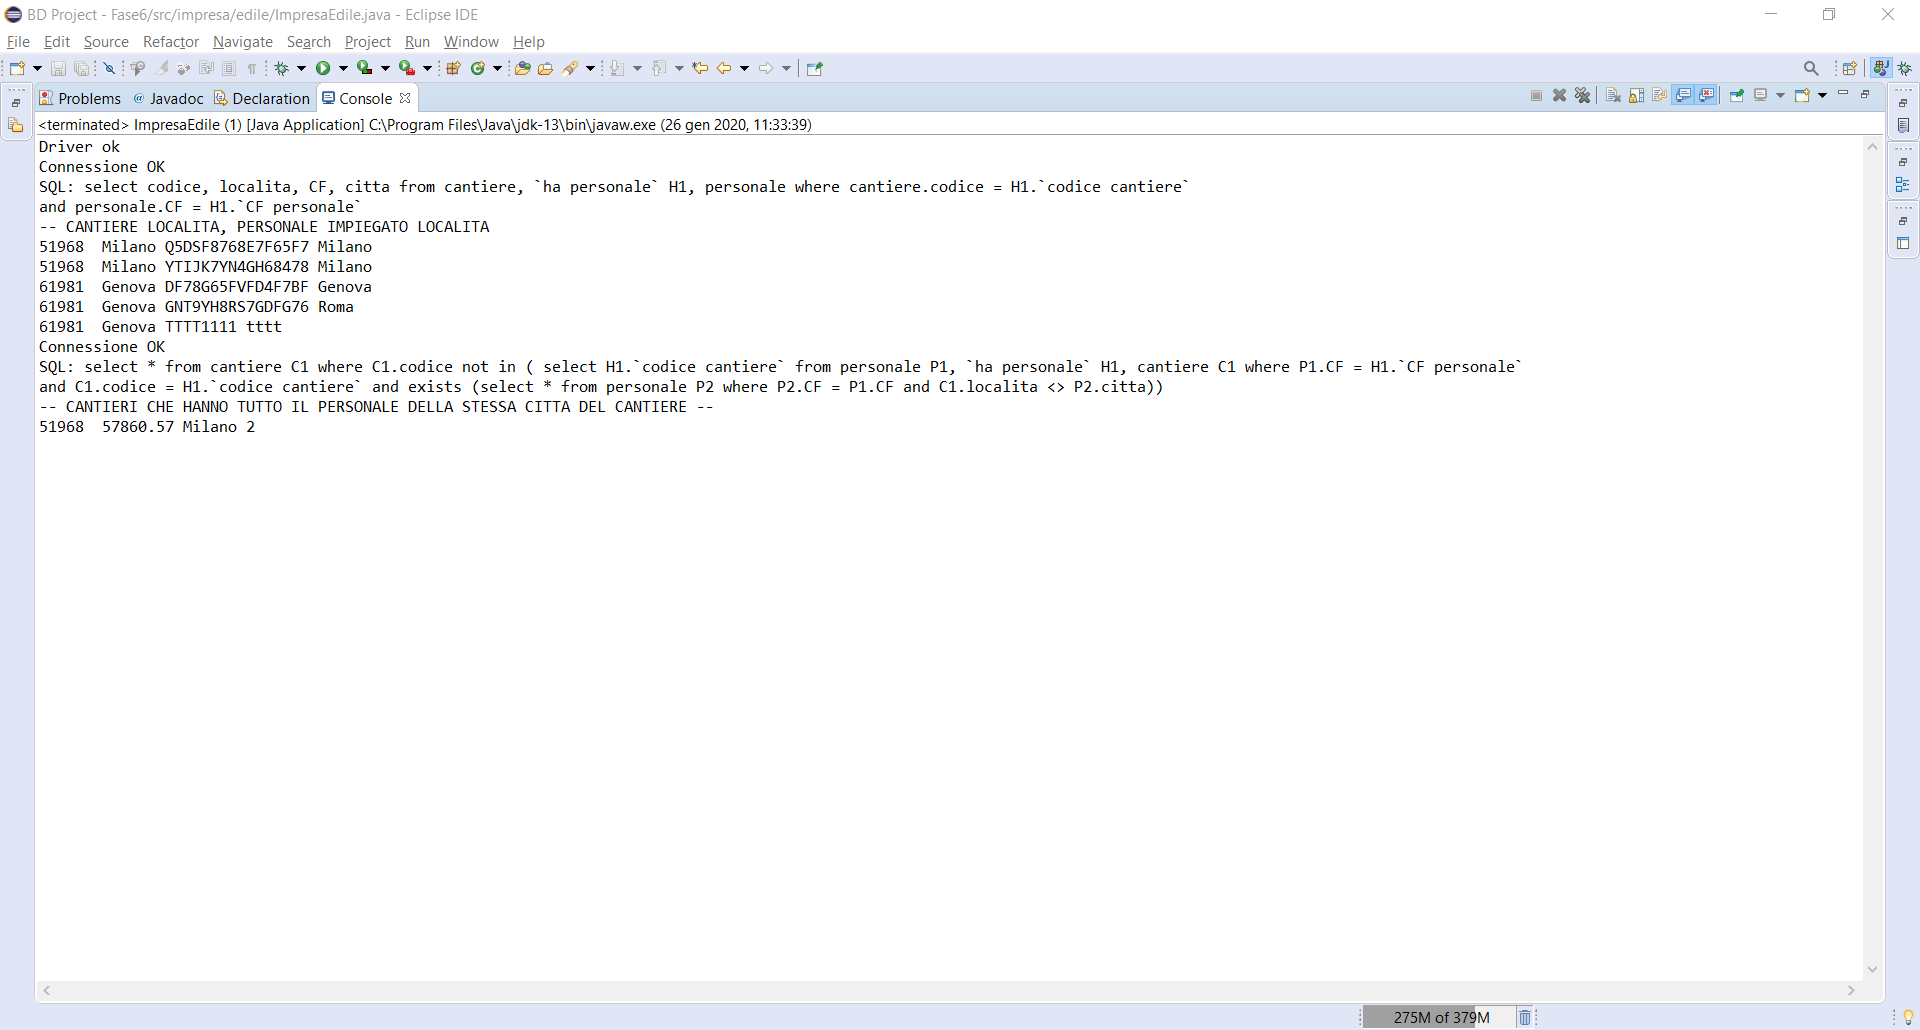 BD Project - Fase6/src/impresa/edile/ImpresaEdile.java - Eclipse IDE
File Edit Source Refactor Navigate Search Project Run Window Help
Problems @ Javadoc Declaration Console
<terminated> ImpresaEdile (1) [Java Application] C:\Program Files\Java\jdk-13\bin\javaw.exe (26 gen 2020, 11:33:39)
Driver ok
Connessione OK
SQL: select codice, localita, CF, citta from cantiere, `ha personale` H1, personale where cantiere.codice = H1.`codice cantiere`
and personale.CF = H1.`CF personale`
-- CANTIERE LOCALITA, PERSONALE IMPIEGATO LOCALITA
51968  Milano Q5DSF8768E7F65F7 Milano
51968  Milano YTIJK7YN4GH68478 Milano
61981  Genova DF78G65FVFD4F7BF Genova
61981  Genova GNT9YH8RS7GDFG76 Roma
61981  Genova TTTT1111 tttt
Connessione OK
SQL: select * from cantiere C1 where C1.codice not in ( select H1.`codice cantiere` from personale P1, `ha personale` H1, cantiere C1 where P1.CF = H1.`CF personale`
and C1.codice = H1.`codice cantiere` and exists (select * from personale P2 where P2.CF = P1.CF and C1.localita <> P2.citta))
-- CANTIERI CHE HANNO TUTTO IL PERSONALE DELLA STESSA CITTA DEL CANTIERE --
51968  57860.57 Milano 2
275M of 379M